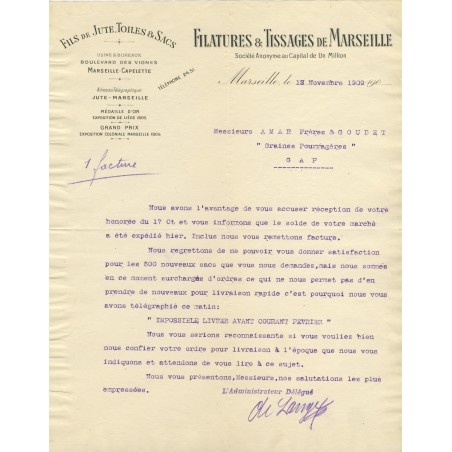 FILS DE JUTE, TOILES & SACS
USINE & BUREAUX
BOULEVARD DES VIGNES
MARSEILLE-CAPELETTE
Adresse Télégraphique
JUTE-MARSEILLE
MÉDAILLE D'OR
EXPOSITION DE LIÈGE 1905
GRAND PRIX
EXPOSITION COLONIALE MARSEILLE 1906
TÉLÉPHONE
FILATURES & TISSAGES DE MARSEILLE
Société Anonyme au Capital de Un Million
Marseille, le 18 Novembre 1909 190
1 facture
Messieurs AMAR Frères & GOUDET
" Graines Fourragères "
GAP
Nous avons l'avantage de vous accuser réception de votre
honorée du 17 Ct et vous informons que le solde de votre marché
a été expédié hier. Inclus nous vous remettons facture.
Nous regrettons de ne pouvoir vous donner satisfaction
pour les 500 nouveaux sacs que vous nous demandez, mais nous sommes
en ce moment surchargés d'ordres ce qui ne nous permet pas d'en
prendre de nouveaux pour livraison rapide c'est pourquoi nous vous
avons télégraphié ce matin:
" IMPOSSIBLE LIVRER AVANT COURANT FEVRIER "
Nous vous serions reconnaissants si vous vouliez bien
nous confier votre ordre pour livraison à l'époque que nous vous
indiquons et attendons de vous lire à ce sujet.
Nous vous présentons, Messieurs, nos salutations les plus
empressées.
L'Administrateur Délégué